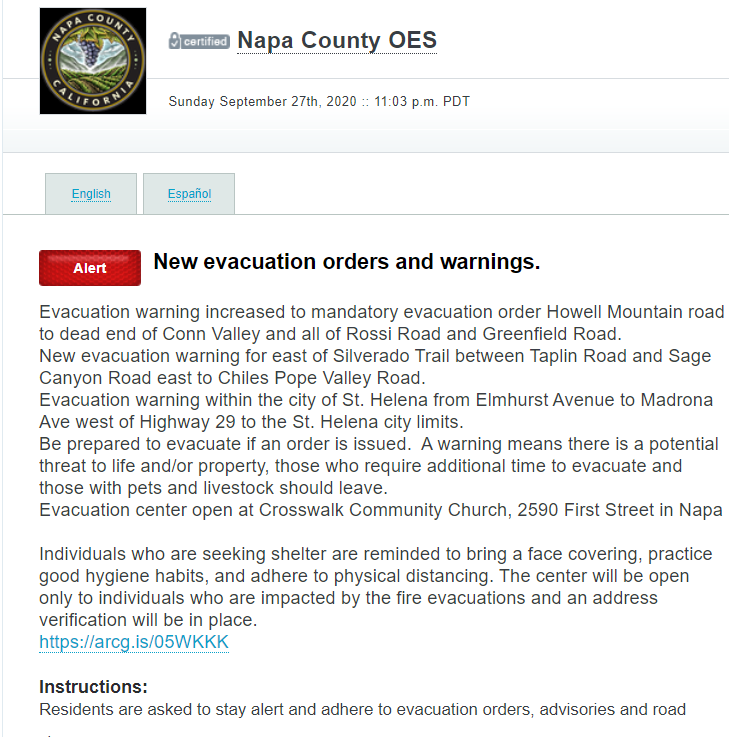 NAPA COUNTY
CALIFORNIA
certified Napa County OES
Sunday September 27th, 2020 :: 11:03 p.m. PDT
English Español
Alert New evacuation orders and warnings.
Evacuation warning increased to mandatory evacuation order Howell Mountain road
to dead end of Conn Valley and all of Rossi Road and Greenfield Road.
New evacuation warning for east of Silverado Trail between Taplin Road and Sage
Canyon Road east to Chiles Pope Valley Road.
Evacuation warning within the city of St. Helena from Elmhurst Avenue to Madrona
Ave west of Highway 29 to the St. Helena city limits.
Be prepared to evacuate if an order is issued.  A warning means there is a potential
threat to life and/or property, those who require additional time to evacuate and
those with pets and livestock should leave.
Evacuation center open at Crosswalk Community Church, 2590 First Street in Napa
Individuals who are seeking shelter are reminded to bring a face covering, practice
good hygiene habits, and adhere to physical distancing. The center will be open
only to individuals who are impacted by the fire evacuations and an address
verification will be in place.
https://arcg.is/05WKKK
Instructions:
Residents are asked to stay alert and adhere to evacuation orders, advisories and road